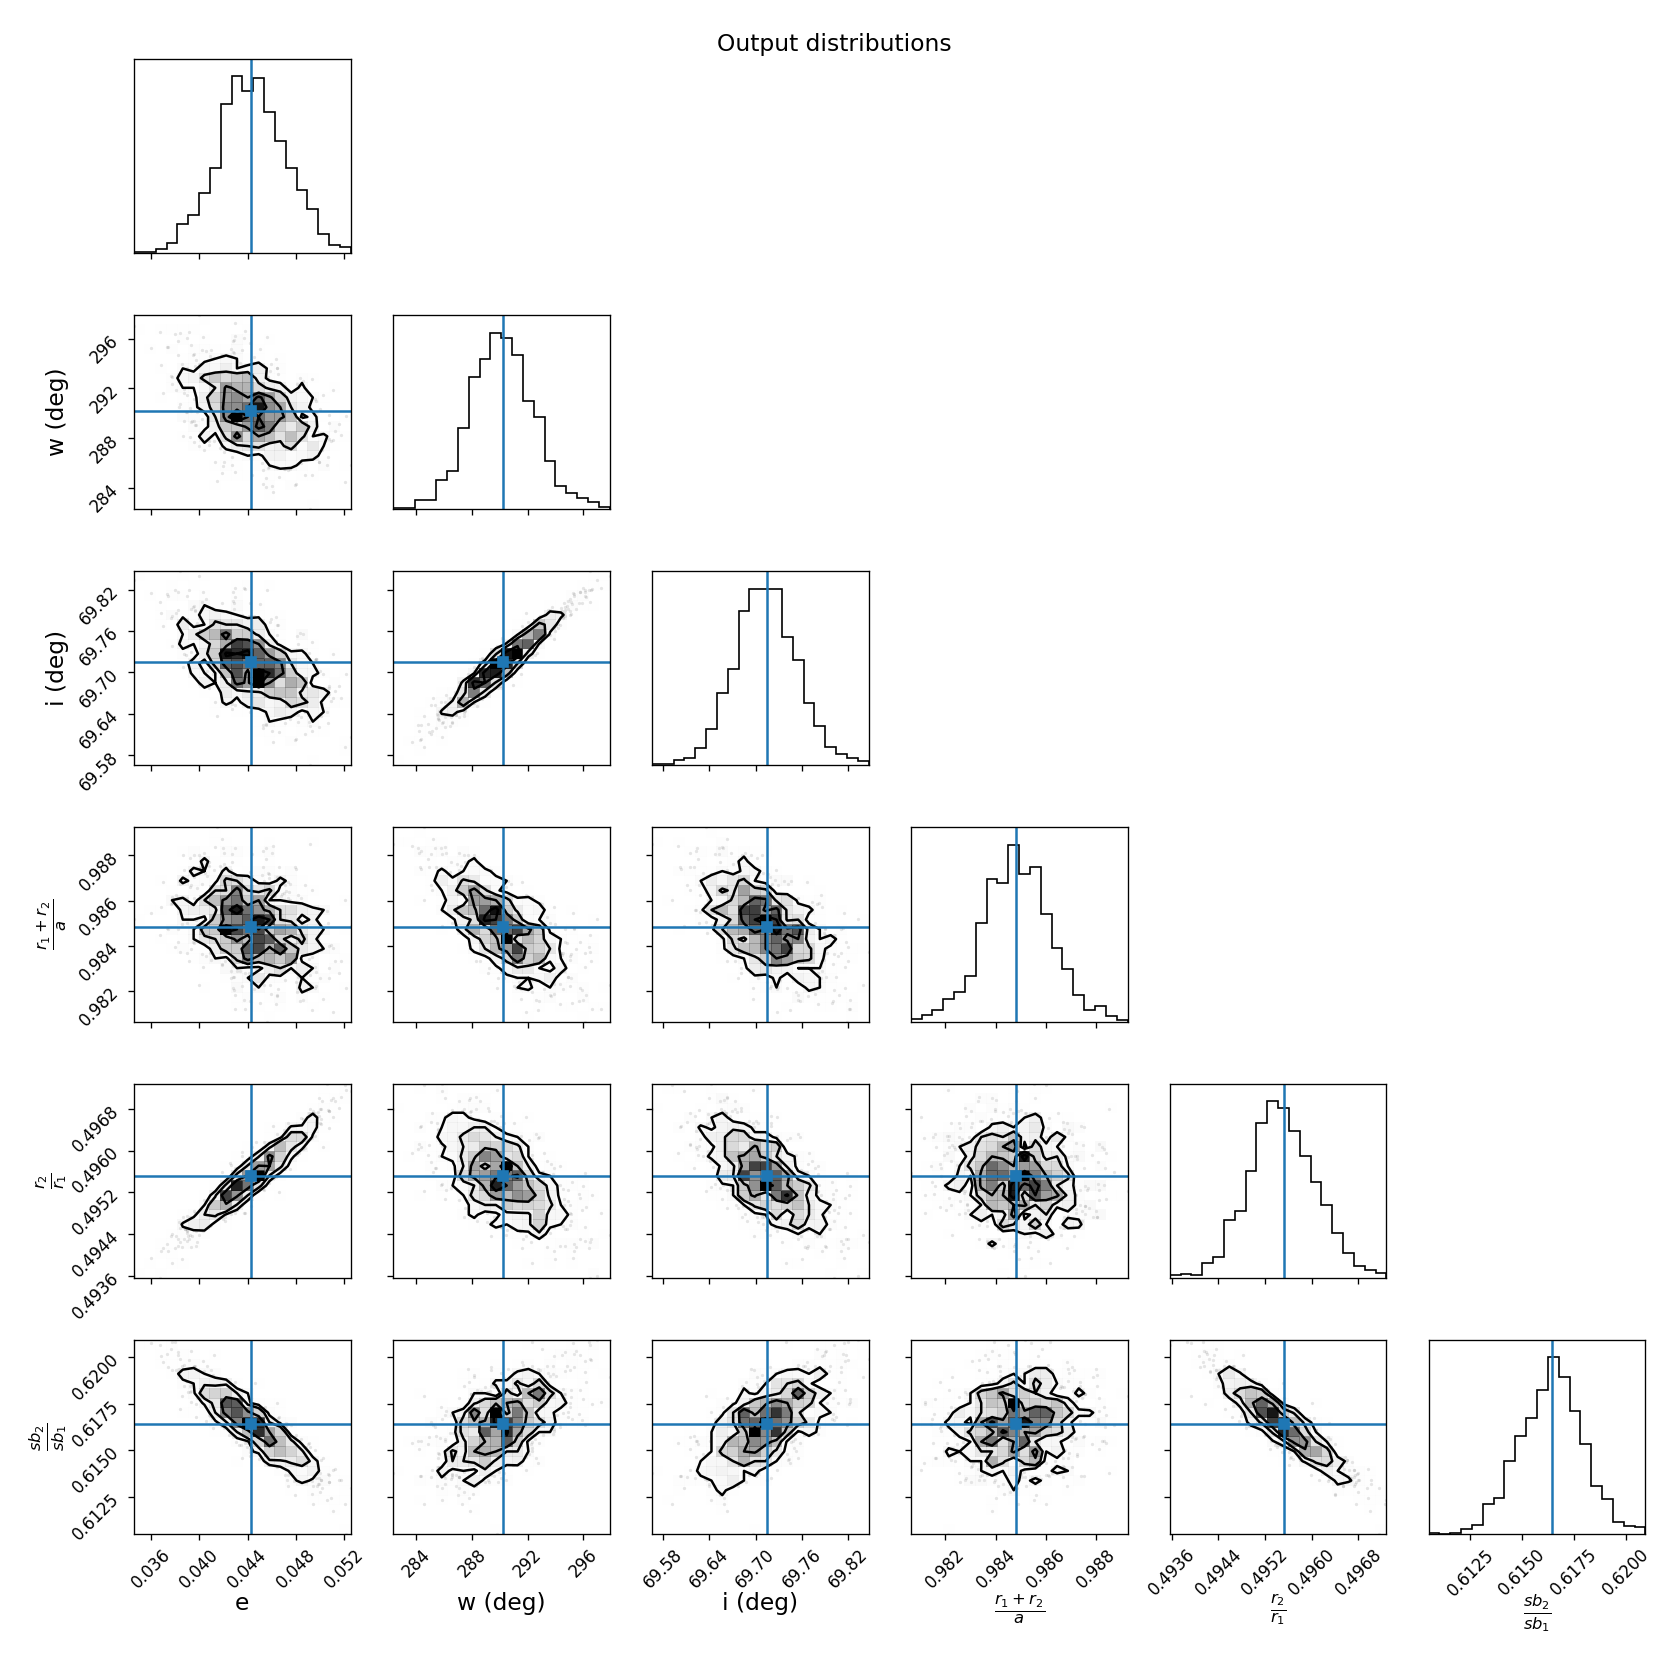 Output distributions
w (deg)
296
292
288
284
i (deg)
69.82
69.76
69.70
69.64
69.58
r₁ + r₂
a
0.988
0.986
0.984
0.982
r₂
r₁
0.4968
0.4960
0.4952
0.4944
0.4936
sb₂
sb₁
0.6200
0.6175
0.6150
0.6125
0.036 0.040 0.044 0.048 0.052 284 288 292 296 69.58 69.64 69.70 69.76 69.82 0.982 0.984 0.986 0.988 0.4936 0.4944 0.4952 0.4960 0.4968 0.6125 0.6150 0.6175 0.6200
e w (deg) i (deg)
r₁ + r₂
a
r₂
r₁
sb₂
sb₁